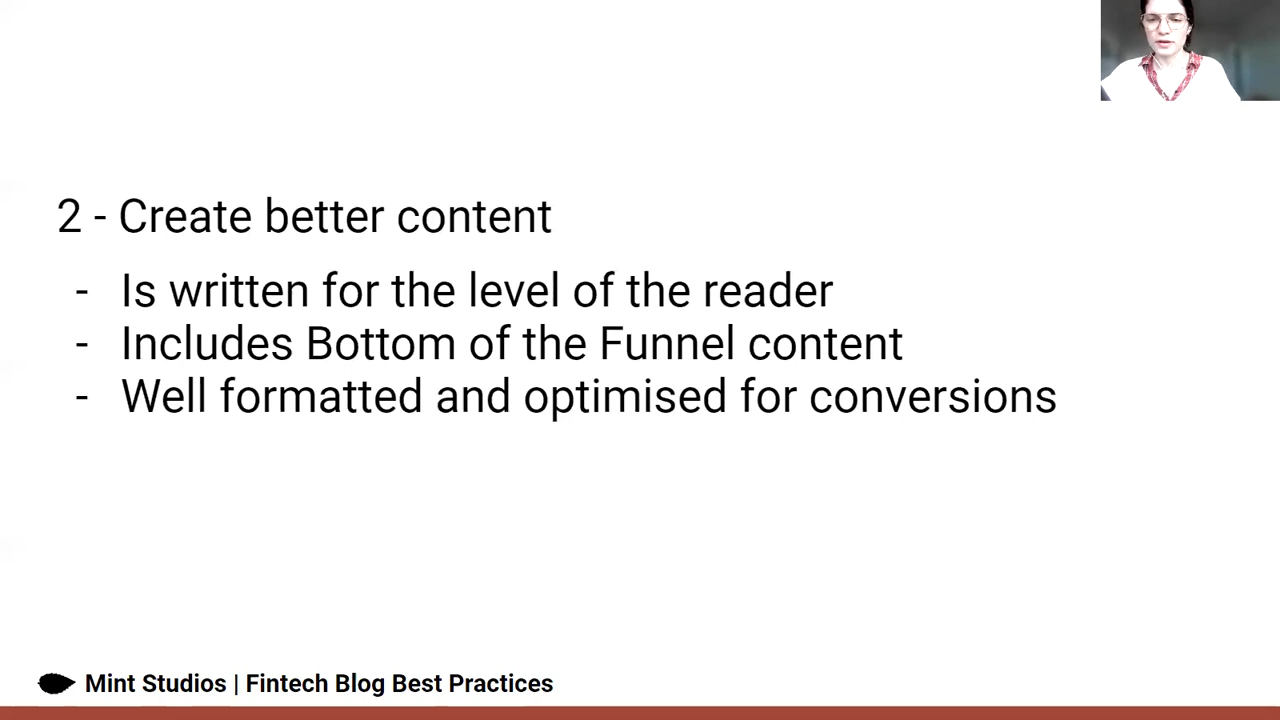 2 - Create better content
- Is written for the level of the reader
- Includes Bottom of the Funnel content
- Well formatted and optimised for conversions
Mint Studios | Fintech Blog Best Practices